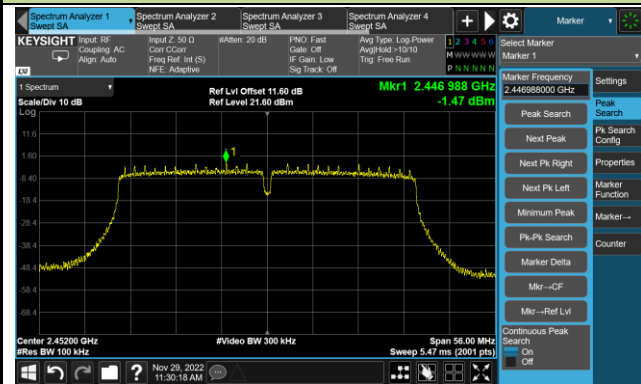 Spectrum Analyzer 1
Swept SA
Spectrum Analyzer 2
Swept SA
Spectrum Analyzer 3
Swept SA
Spectrum Analyzer 4
Swept SA
Marker
KEYSIGHT
Input: RF
Coupling: AC
Align: Auto
Input Z: 50 Ω
Corr CCorr
Freq Ref: Int (S)
NFE: Adaptive
#Atten: 20 dB
PNO: Fast
Gate: Off
IF Gain: Low
Sig Track: Off
Avg Type: Log-Power
Avg|Hold:>10/10
Trig: Free Run
1 2 3 4 5 6
M W W W W W
P N N N N N
LXI
Select Marker
Marker 1
1 Spectrum
Scale/Div 10 dB
Log
Ref Lvl Offset 11.60 dB
Ref Level 21.60 dBm
Mkr1 2.446 988 GHz
-1.47 dBm
11.6
1.60
-8.40
-18.4
-28.4
-38.4
-48.4
-58.4
-68.4
1
Center 2.45200 GHz
#Res BW 100 kHz
#Video BW 300 kHz
Span 56.00 MHz
Sweep 5.47 ms (2001 pts)
Marker Frequency
2.446988000 GHz
Peak Search
Next Peak
Next Pk Right
Next Pk Left
Minimum Peak
Pk-Pk Search
Marker Delta
Mkr→CF
Mkr→Ref Lvl
Continuous Peak
Search
On
Off
Settings
Peak
Search
Pk Search
Config
Properties
Marker
Function
Marker→
Counter
Nov 29, 2022
11:30:18 AM